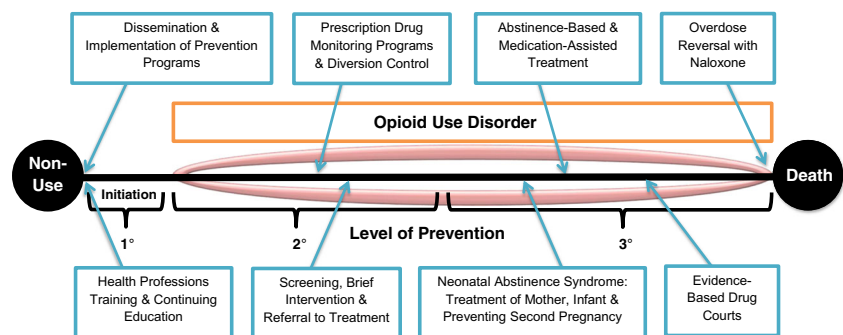 Dissemination &
Implementation of Prevention
Programs
Prescription Drug
Monitoring Programs
& Diversion Control
Abstinence-Based &
Medication-Assisted
Treatment
Overdose
Reversal with
Naloxone
Opioid Use Disorder
Non-
Use
Death
Initiation
1°
2°
Level of Prevention
3°
Health Professions
Training & Continuing
Education
Screening, Brief
Intervention &
Referral to Treatment
Neonatal Abstinence Syndrome:
Treatment of Mother, Infant &
Preventing Second Pregnancy
Evidence-
Based Drug
Courts